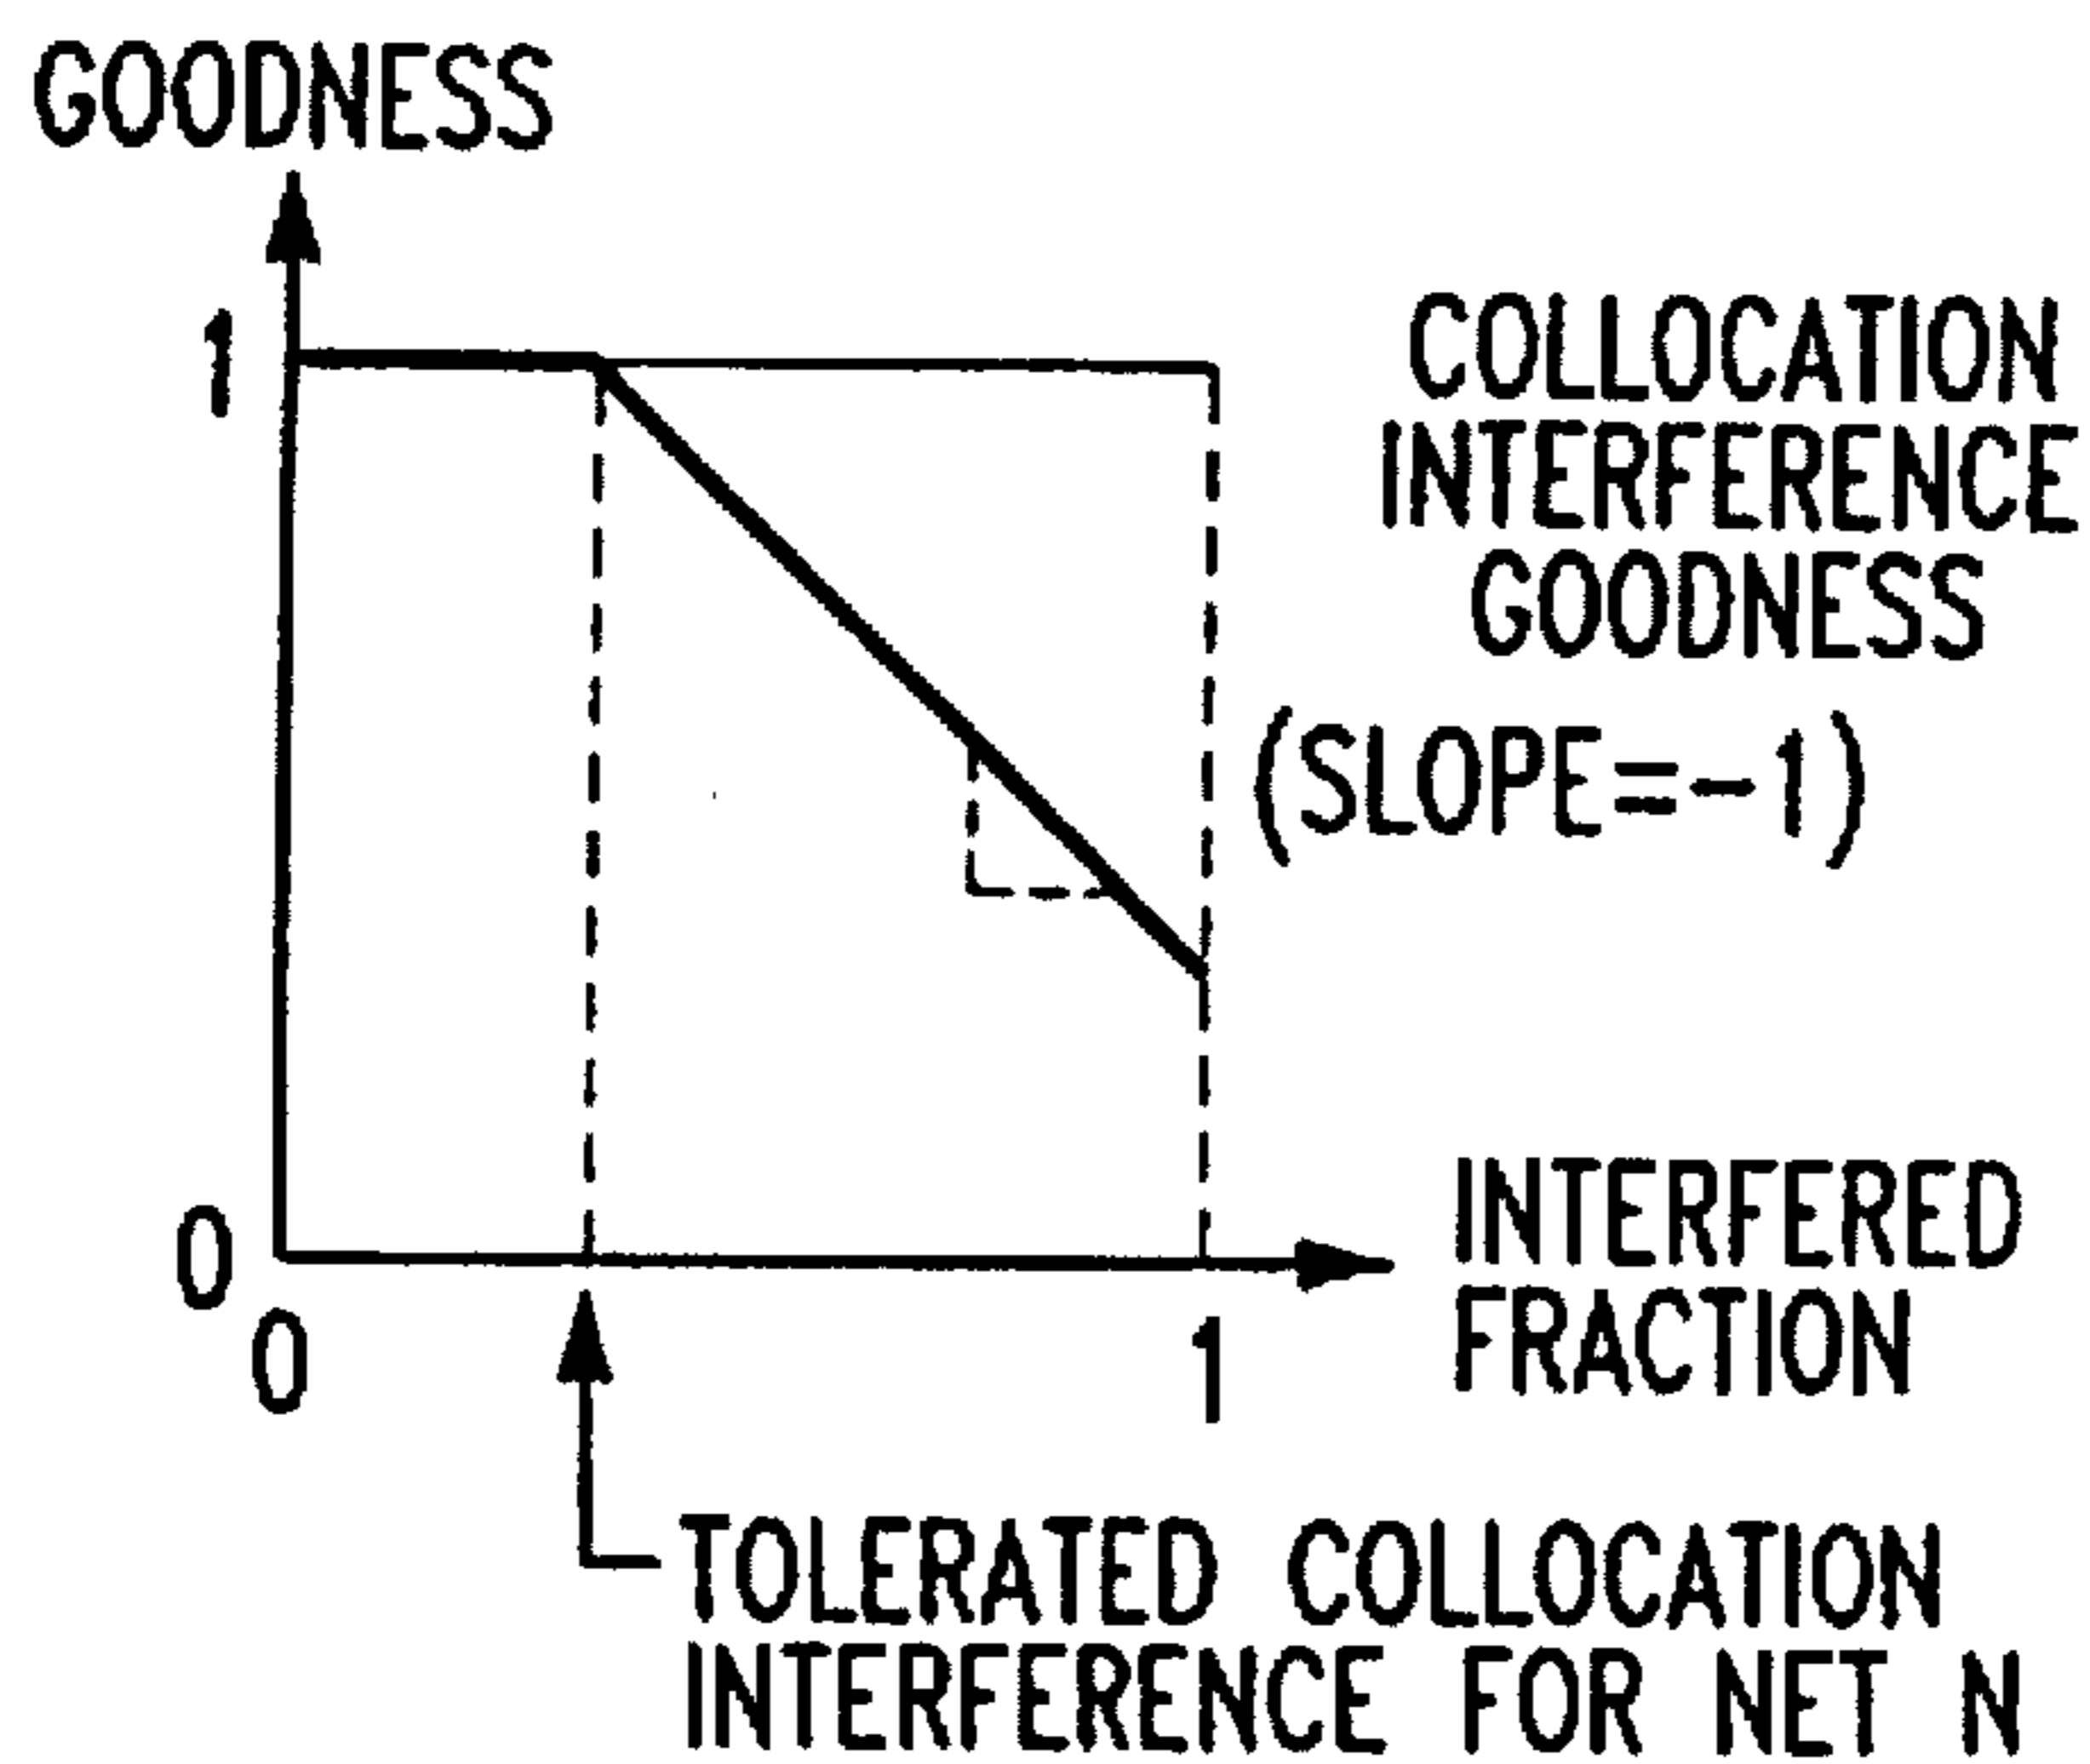 GOODNESS
1
COLLOCATION
INTERFERENCE
GOODNESS
(SLOPE=-1)
0
0
1
INTERFERED
FRACTION
TOLERATED COLLOCATION
INTERFERENCE FOR NET N